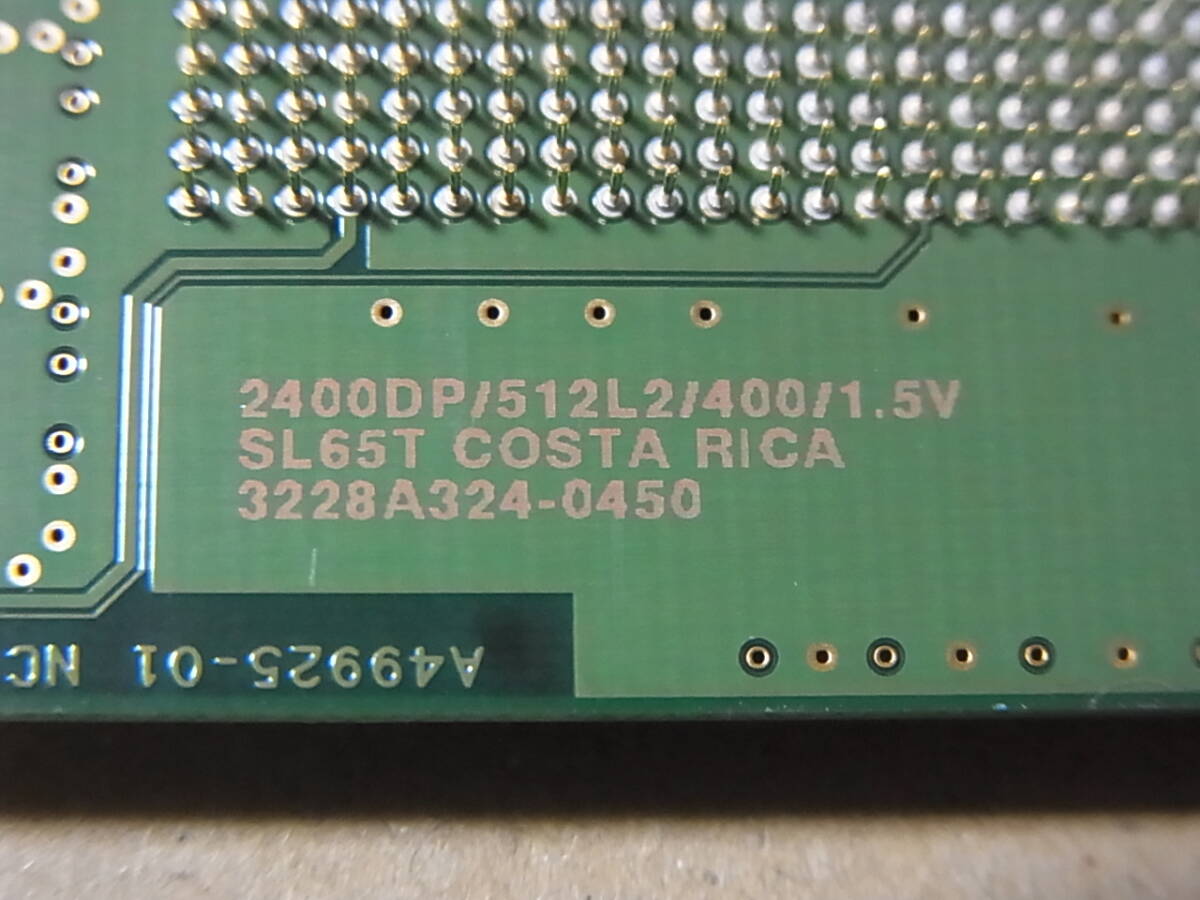 2400DP/512L2/400/1.5V
SL65T COSTA RICA
3228A324-0450
A49925-01 NC